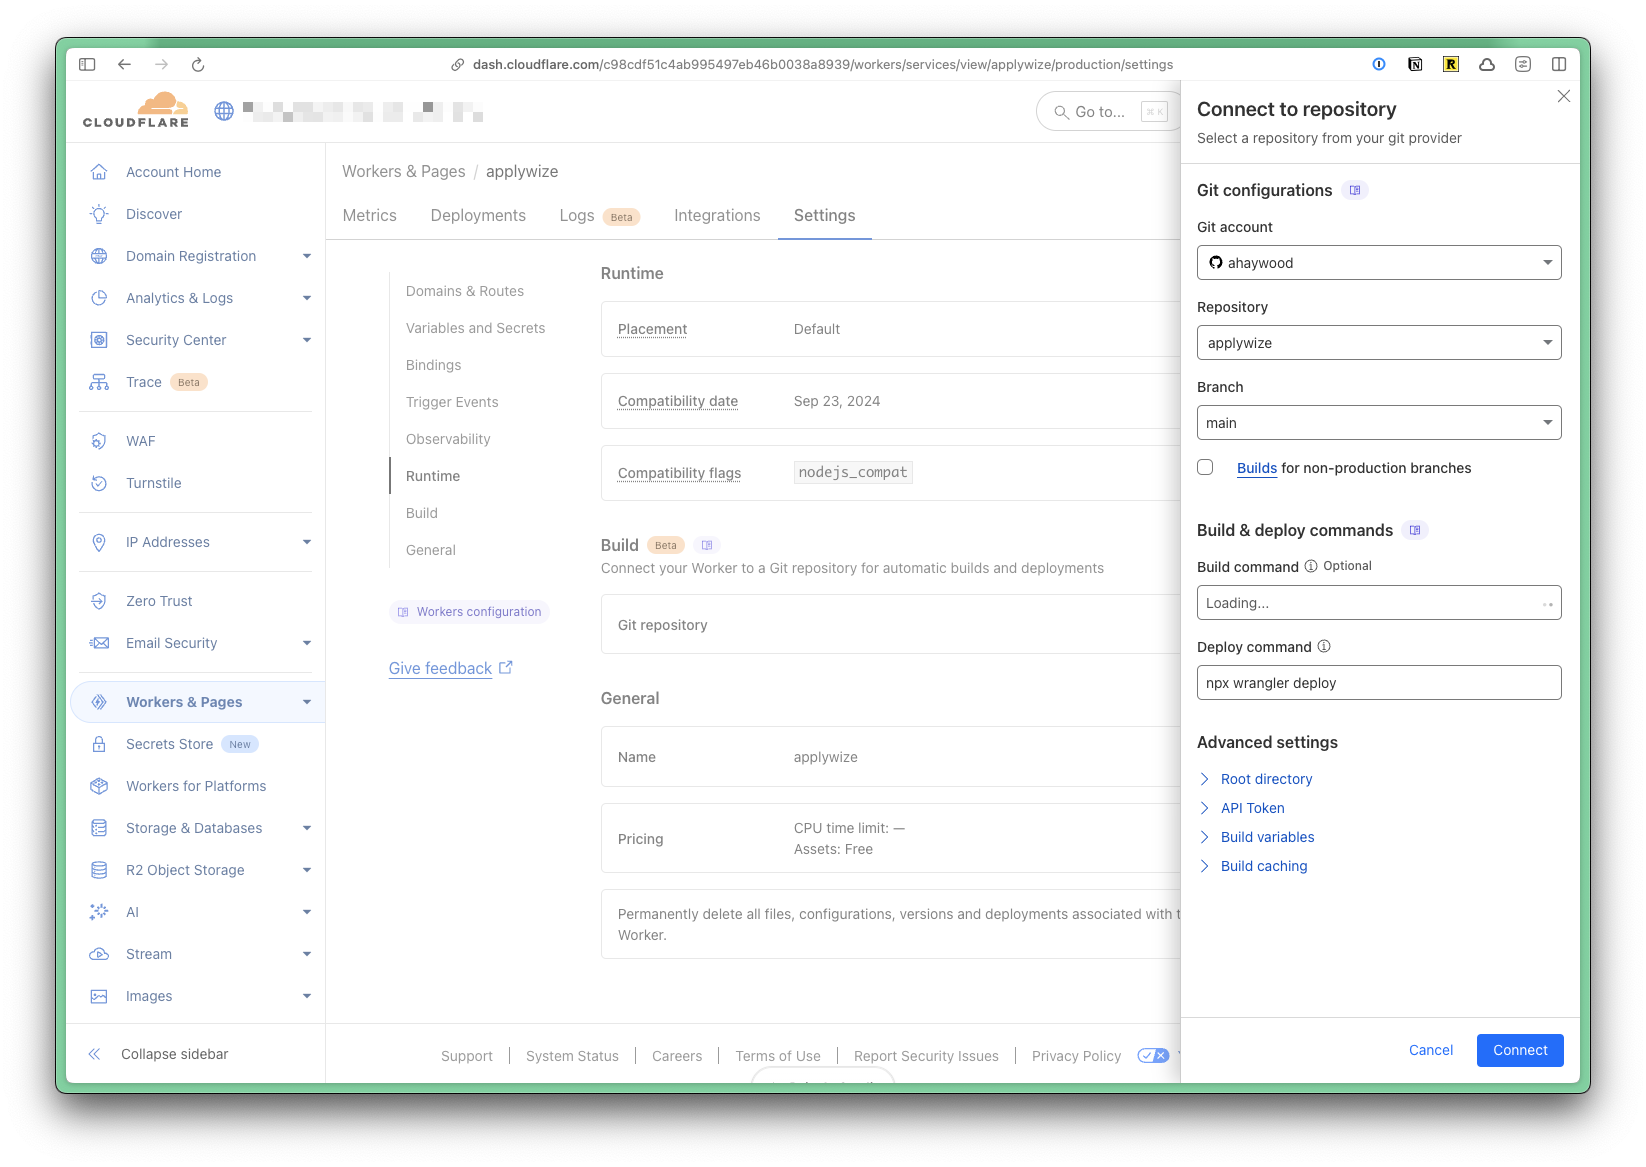 dash.cloudflare.com/c98cdf51c4ab995497eb46b0038a8939/workers/services/view/applywize/production/settings
CLOUDFLARE
Go to...
⌘ K
Account Home
Discover
Domain Registration
Analytics & Logs
Security Center
Trace Beta
WAF
Turnstile
IP Addresses
Zero Trust
Email Security
Workers & Pages
Secrets Store New
Workers for Platforms
Storage & Databases
R2 Object Storage
AI
Stream
Images
Collapse sidebar
Workers & Pages / applywize
Metrics
Deployments
Logs Beta
Integrations
Settings
Domains & Routes
Variables and Secrets
Bindings
Trigger Events
Observability
Runtime
Build
General
Workers configuration
Give feedback
Runtime
Placement Default
Compatibility date Sep 23, 2024
Compatibility flags nodejs_compat
Build Beta
Connect your Worker to a Git repository for automatic builds and deployments
Git repository
General
Name applywize
Pricing
CPU time limit: —
Assets: Free
Permanently delete all files, configurations, versions and deployments associated with t
Worker.
Support
System Status
Careers
Terms of Use
Report Security Issues
Privacy Policy
Connect to repository
Select a repository from your git provider
Git configurations
Git account
ahaywood
Repository
applywize
Branch
main
Builds for non-production branches
Build & deploy commands
Build command Optional
Loading...
Deploy command
npx wrangler deploy
Advanced settings
Root directory
API Token
Build variables
Build caching
Cancel
Connect